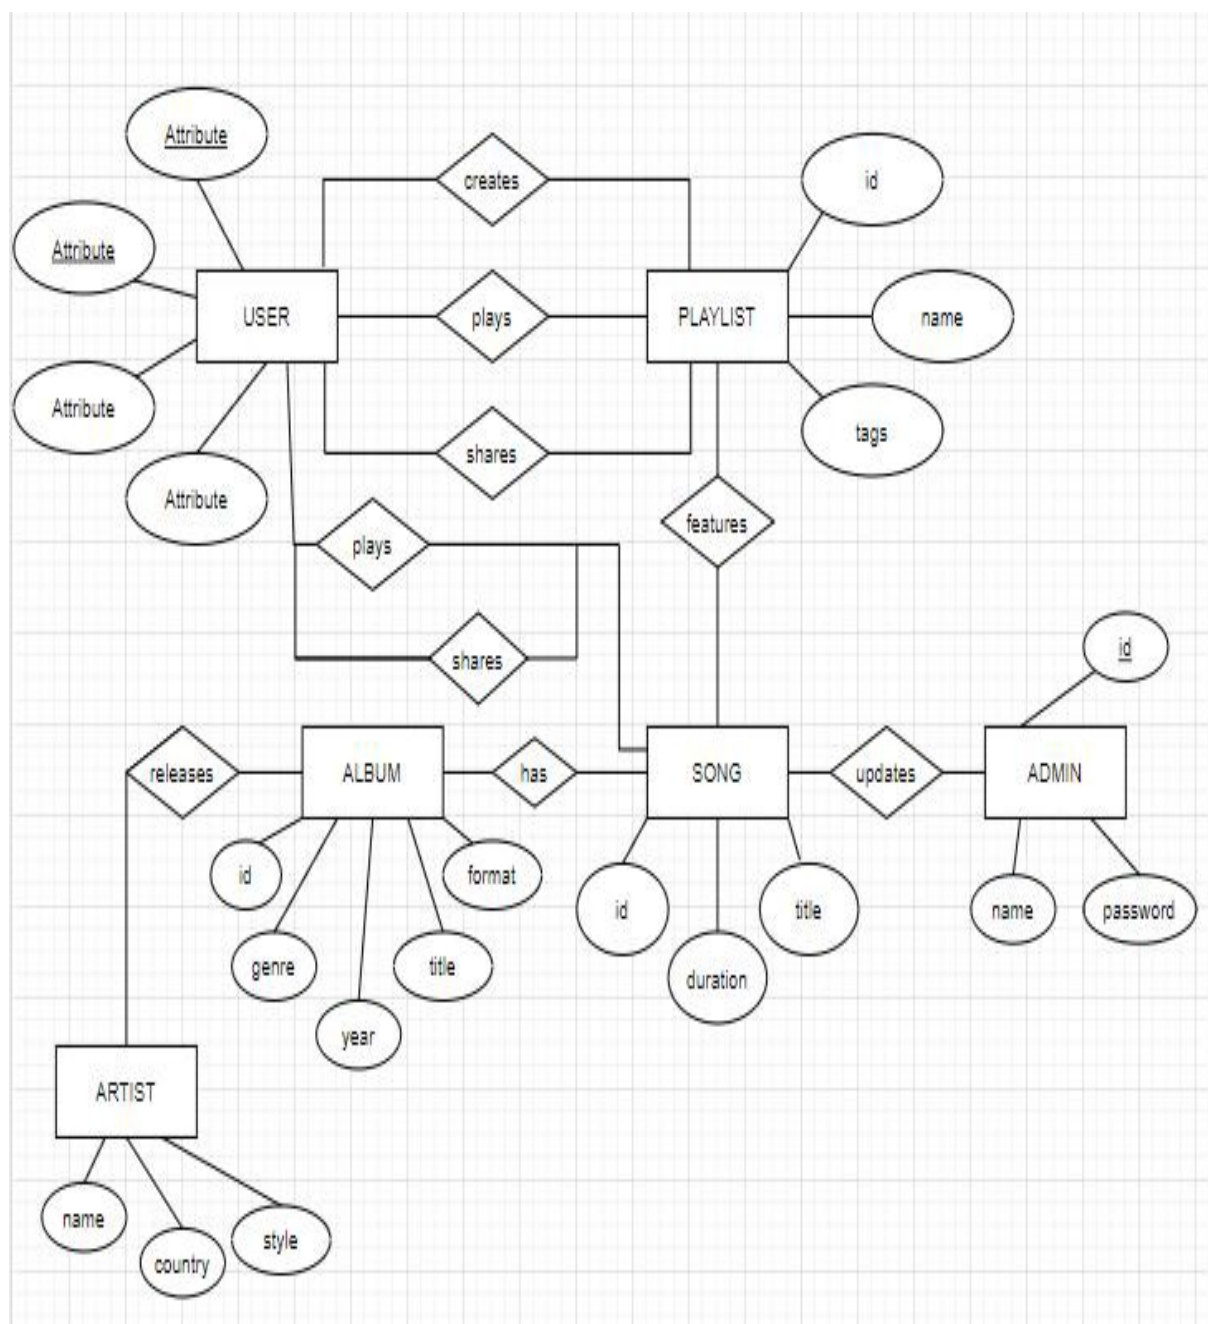 Attribute
creates
id
Attribute
USER
plays
PLAYLIST
name
Attribute
shares
tags
Attribute
features
plays
shares
id
releases
ALBUM
has
SONG
updates
ADMIN
id
format
id
title
name
password
genre
title
duration
year
ARTIST
name
country
style